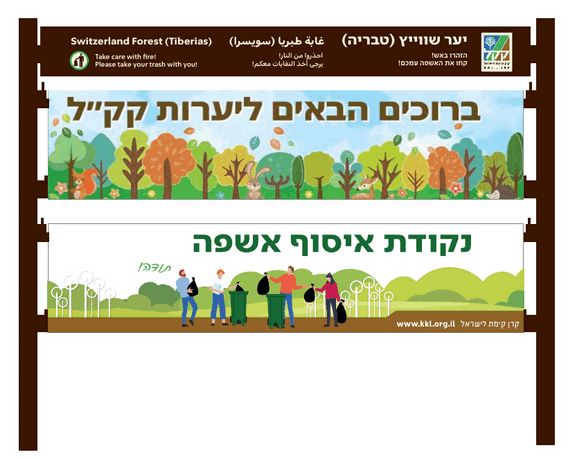 יער שווייץ (טבריה)
הזהרו באש!
קחו את האשפה עמכם!
غابة طبريا (سويسرا)
احذروا من النار!
يرجى أخذ النفايات معكم!
Switzerland Forest (Tiberias)
Take care with fire!
Please take your trash with you!
ברוכים הבאים ליערות קק״ל
נקודת איסוף אשפה
תודה!
קרן קימת לישראל www.kkl.org.il